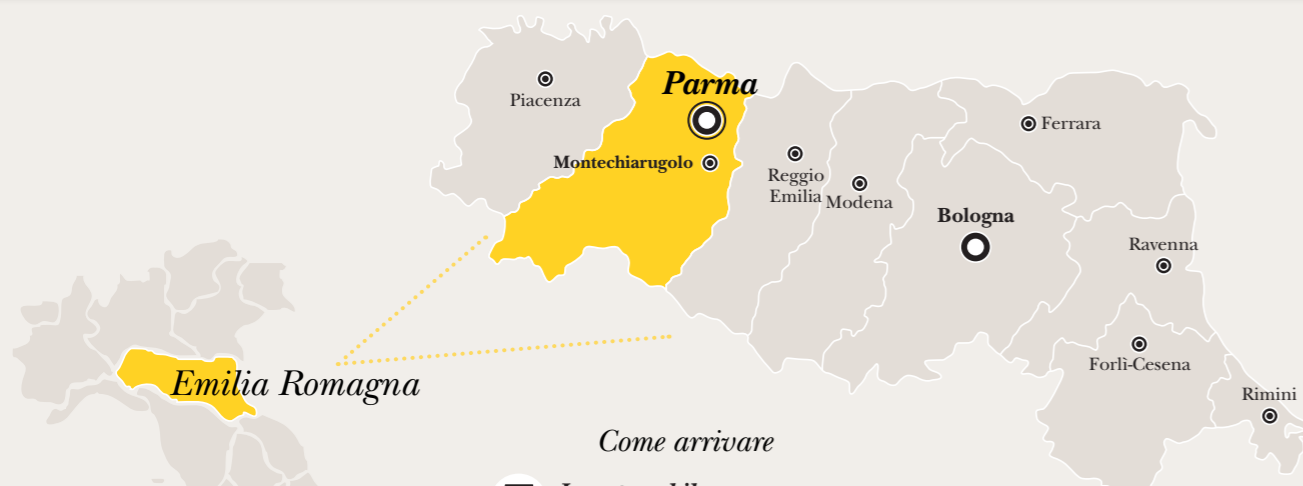 Parma
Piacenza
Ferrara
Montechiarugolo
Reggio
Emilia
Modena
Bologna
Ravenna
Forlì-Cesena
Emilia Romagna
Rimini
Come arrivare